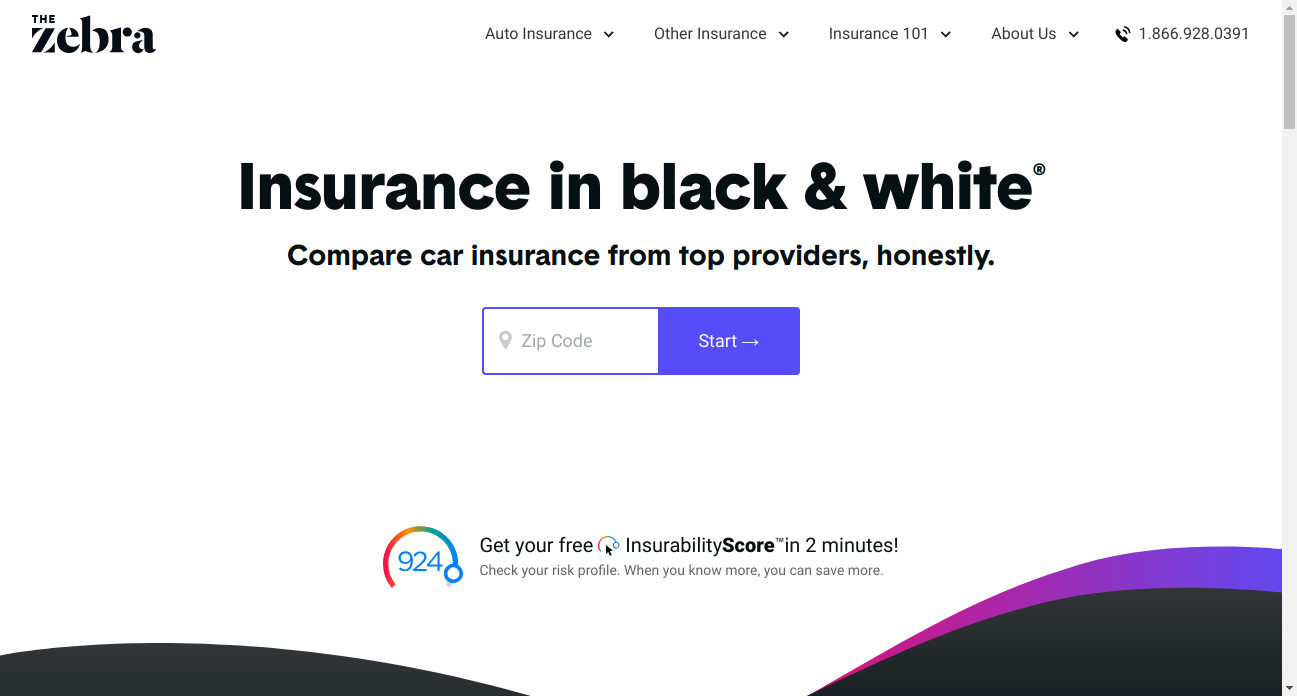 THE
zebra
Auto Insurance Other Insurance Insurance 101 About Us 1.866.928.0391
Insurance in black & white®
Compare car insurance from top providers, honestly.
Zip Code Start →
924
Get your free InsurabilityScore™in 2 minutes!
Check your risk profile. When you know more, you can save more.